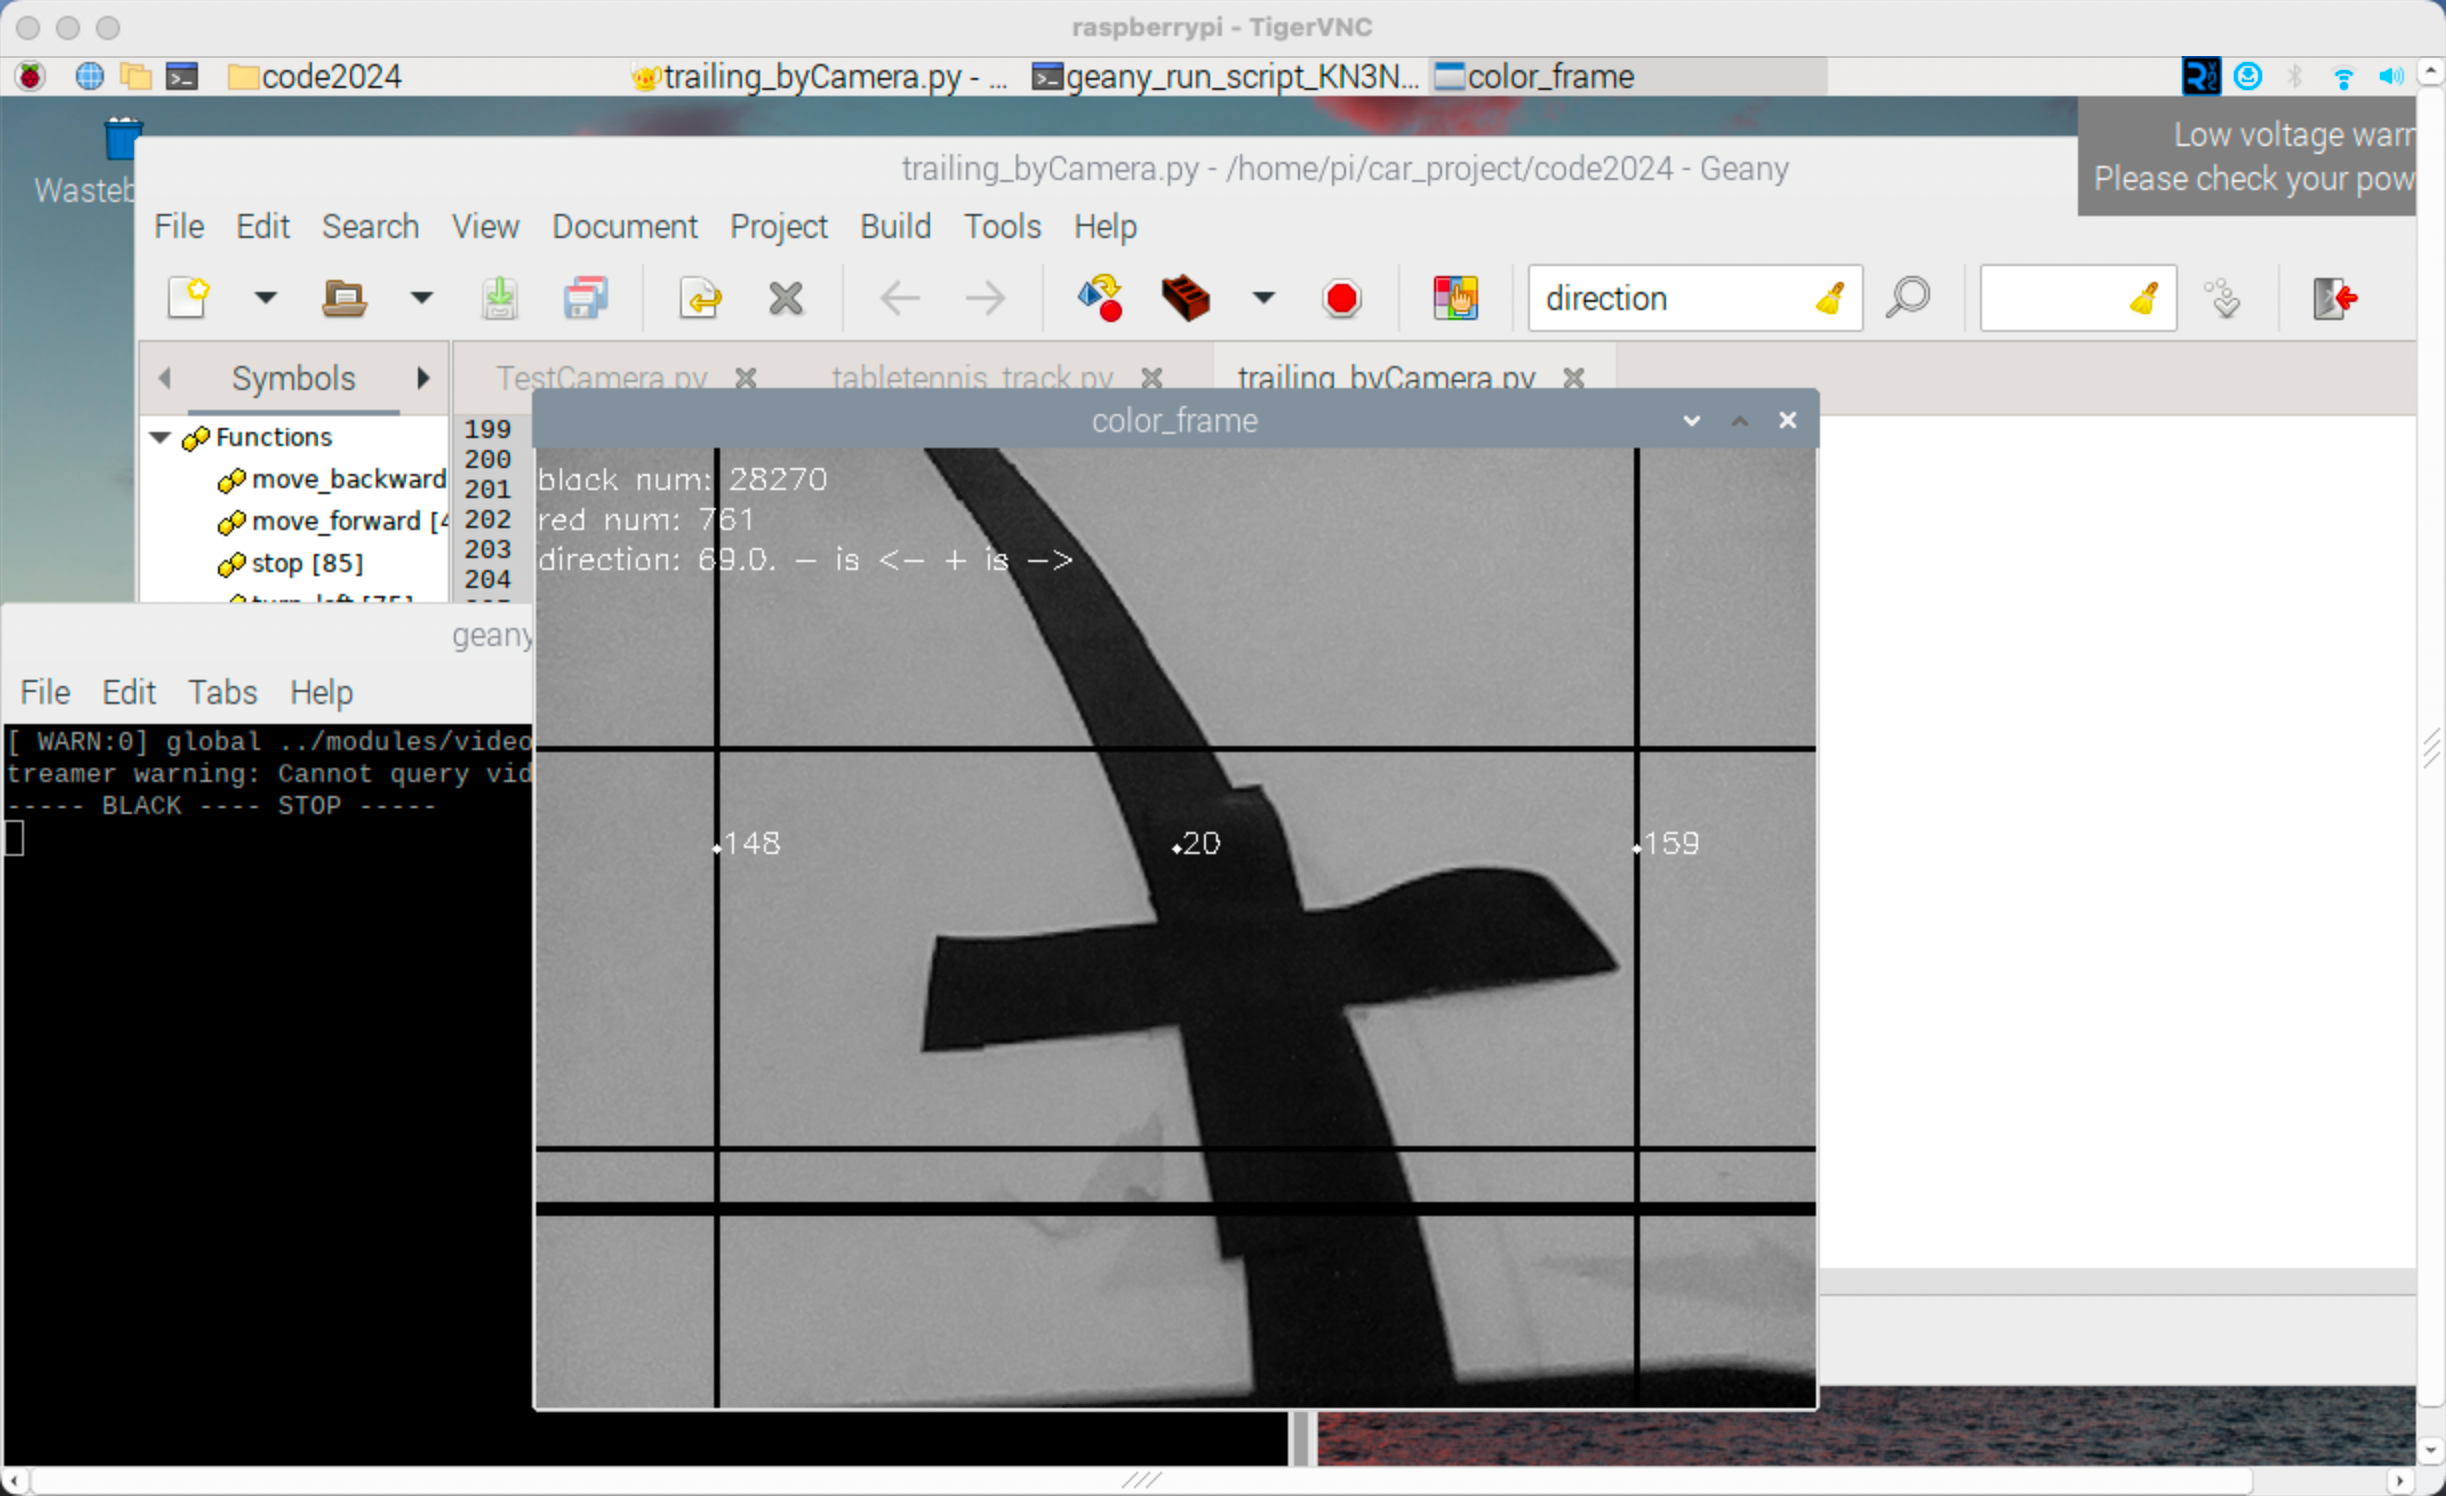 raspberrypi - TigerVNC
code2024
trailing_byCamera.py - ...
geany_run_script_KN3N...
color_frame
Low voltage warn
Please check your pow
Wasteb
trailing_byCamera.py - /home/pi/car_project/code2024 - Geany
File Edit Search View Document Project Build Tools Help
direction
Symbols
TestCamera.py
tabletennis_track.py
trailing_byCamera.py
Functions
move_backward
move_forward [4
stop [85]
turn_left [75]
199
200
201
202
203
204
color_frame
black num: 28270
red num: 761
direction: 69.0. - is <- + is ->
148
20
159
geany
File Edit Tabs Help
[ WARN:0] global ../modules/video
treamer warning: Cannot query vid
----- BLACK ---- STOP -----